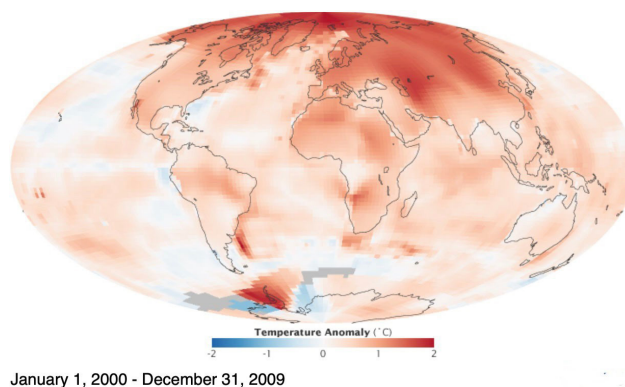 Temperature Anomaly (˚C)
-2 -1 0 1 2
January 1, 2000 - December 31, 2009